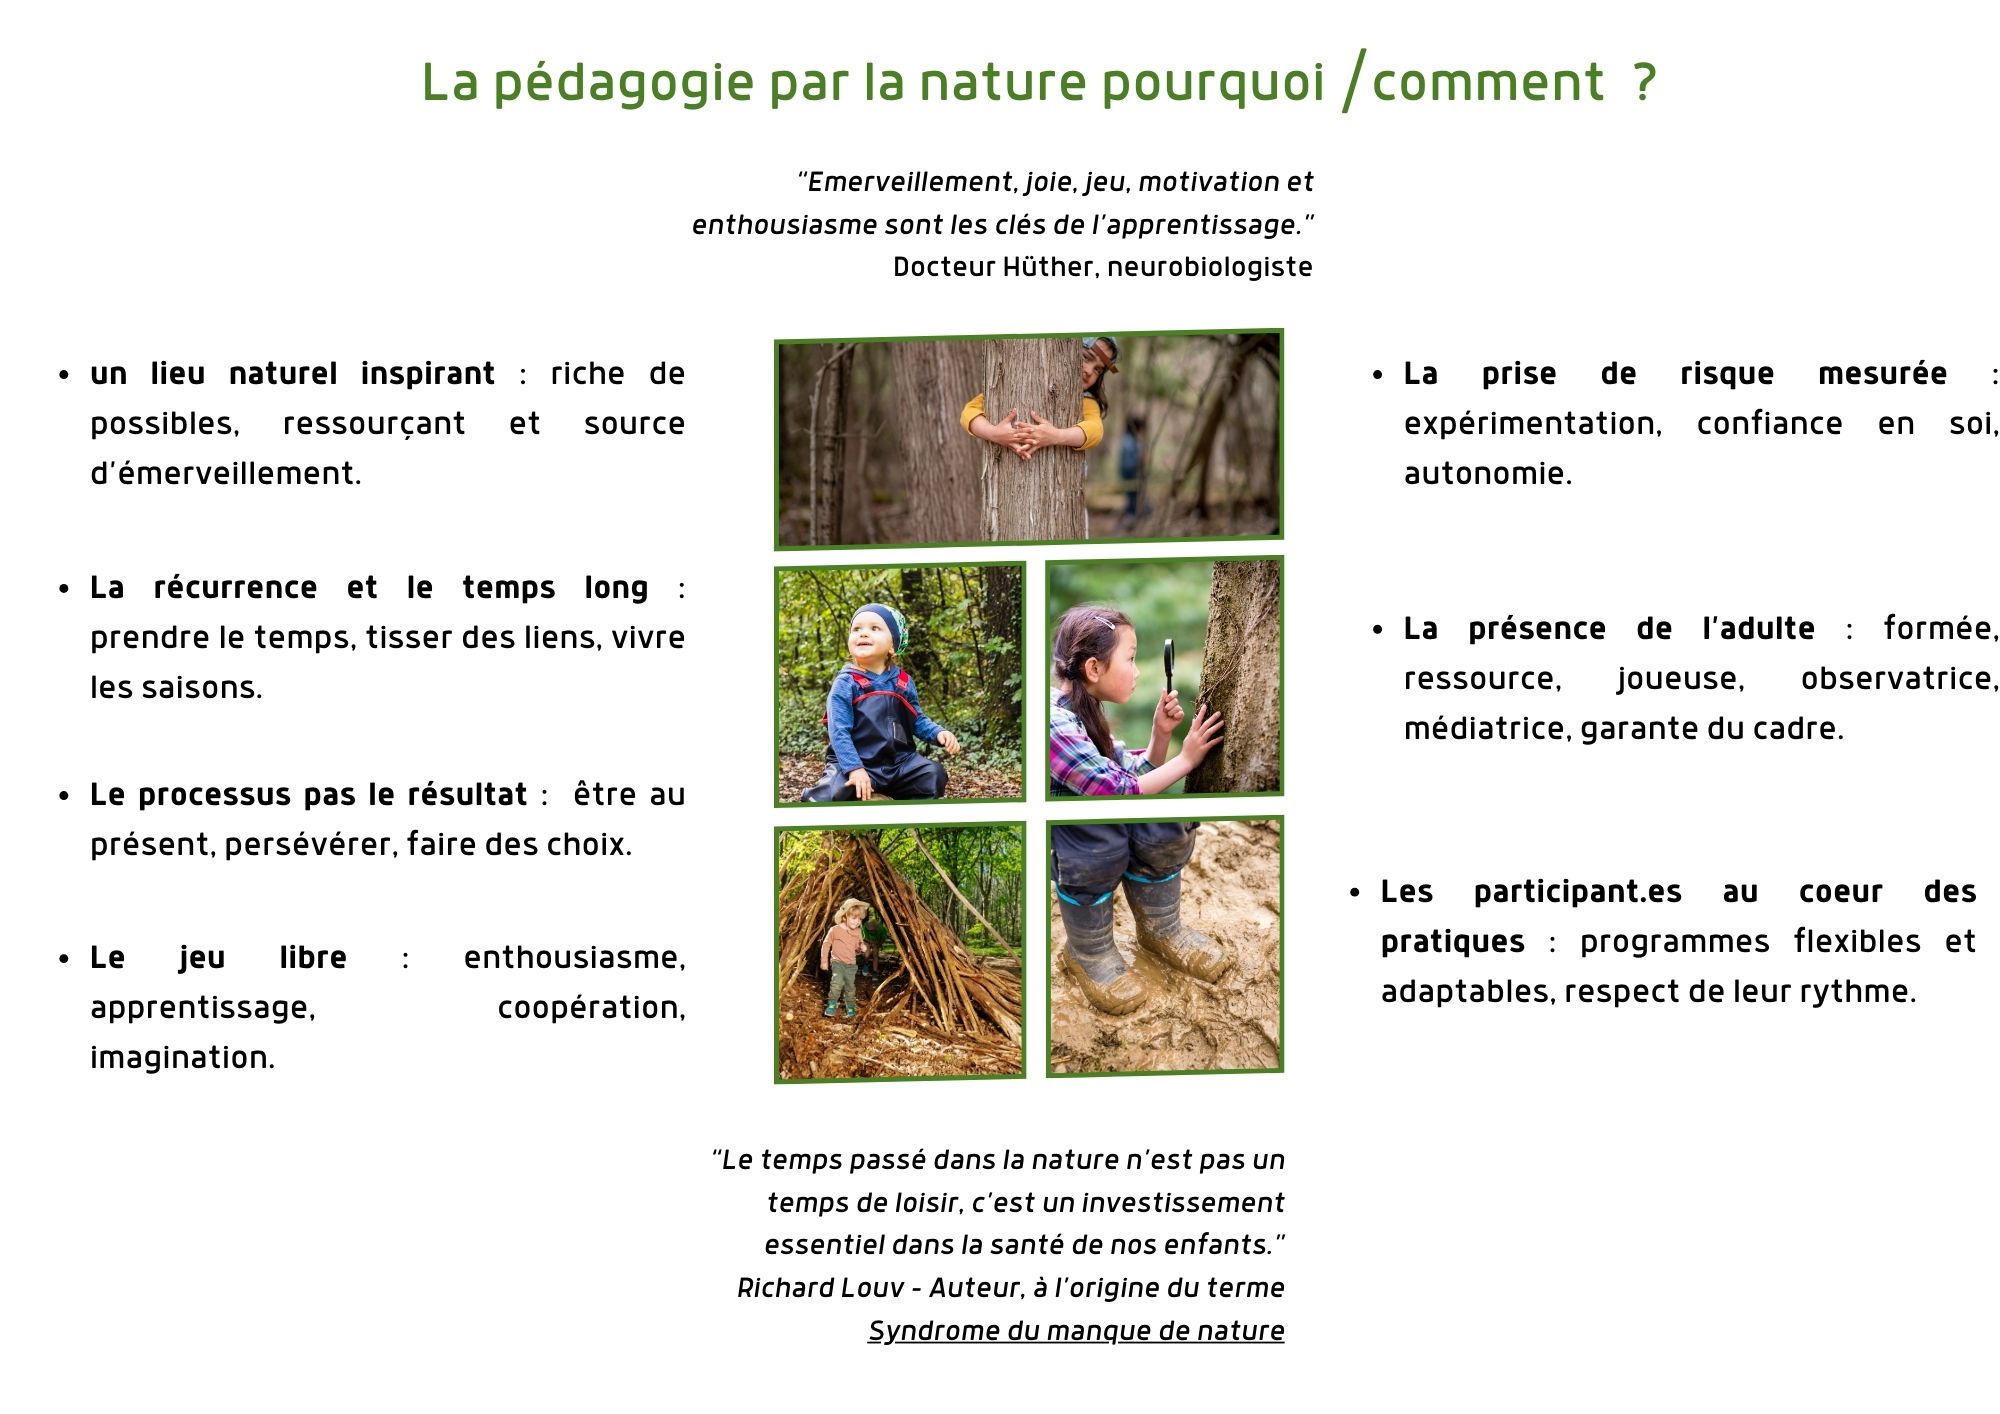 La pédagogie par la nature pourquoi /comment ?
"Emerveillement, joie, jeu, motivation et
enthousiasme sont les clés de l'apprentissage."
Docteur Hüther, neurobiologiste
• un lieu naturel inspirant : riche de
possibles, ressourçant et source
d'émerveillement.
• La récurrence et le temps long :
prendre le temps, tisser des liens, vivre
les saisons.
• Le processus pas le résultat : être au
présent, persévérer, faire des choix.
• Le jeu libre : enthousiasme,
apprentissage, coopération,
imagination.
• La prise de risque mesurée :
expérimentation, confiance en soi,
autonomie.
• La présence de l'adulte : formée,
ressource, joueuse, observatrice,
médiatrice, garante du cadre.
• Les participant.es au coeur des
pratiques : programmes flexibles et
adaptables, respect de leur rythme.
"Le temps passé dans la nature n'est pas un
temps de loisir, c'est un investissement
essentiel dans la santé de nos enfants."
Richard Louv - Auteur, à l'origine du terme
Syndrome du manque de nature